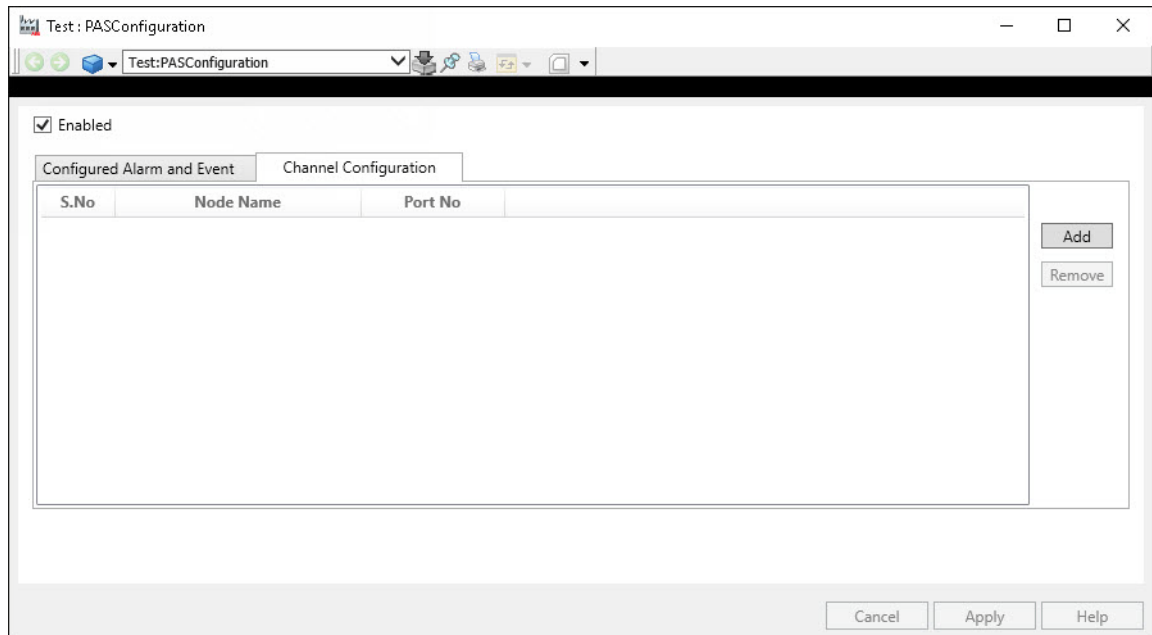 Test : PASConfiguration
Test:PASConfiguration
Enabled
Configured Alarm and Event Channel Configuration
S.No Node Name Port No
Add
Remove
Cancel Apply Help